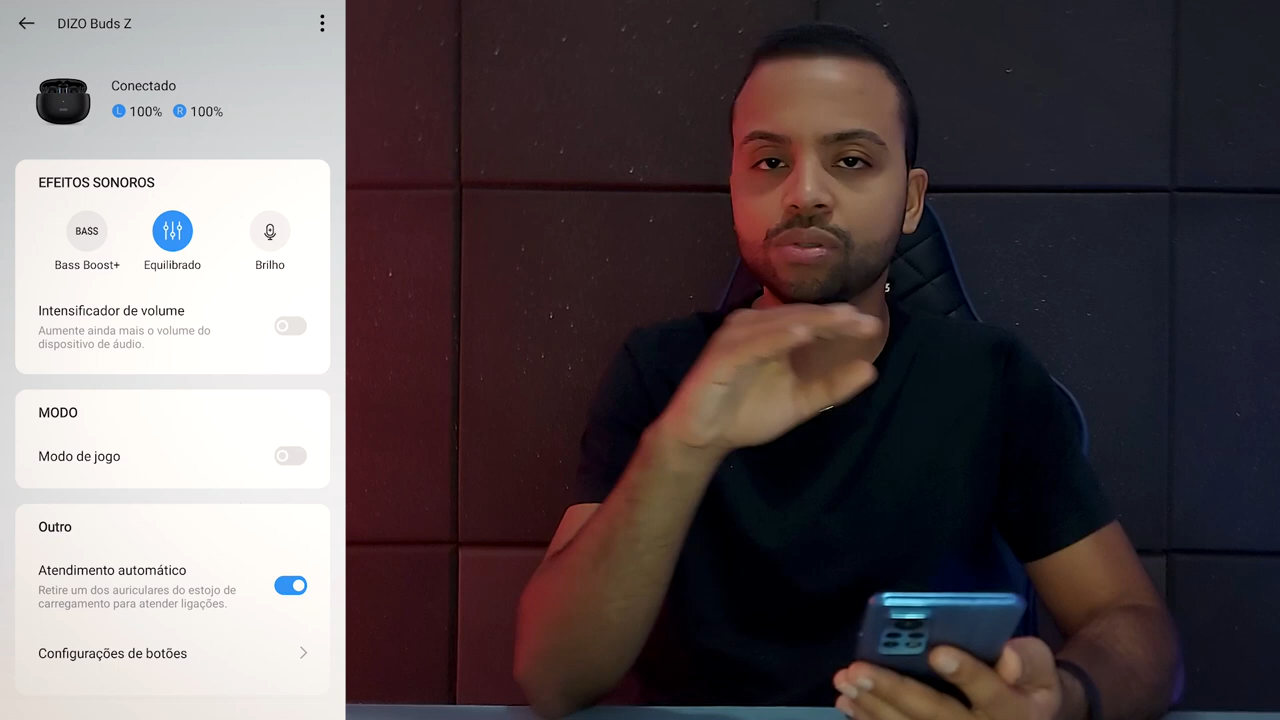 DIZO Buds Z
Conectado
L 100% R 100%
EFEITOS SONOROS
BASS
Bass Boost+ Equilibrado Brilho
Intensificador de volume
Aumente ainda mais o volume do
dispositivo de áudio.
MODO
Modo de jogo
Outro
Atendimento automático
Retire um dos auriculares do estojo de
carregamento para atender ligações.
Configurações de botões